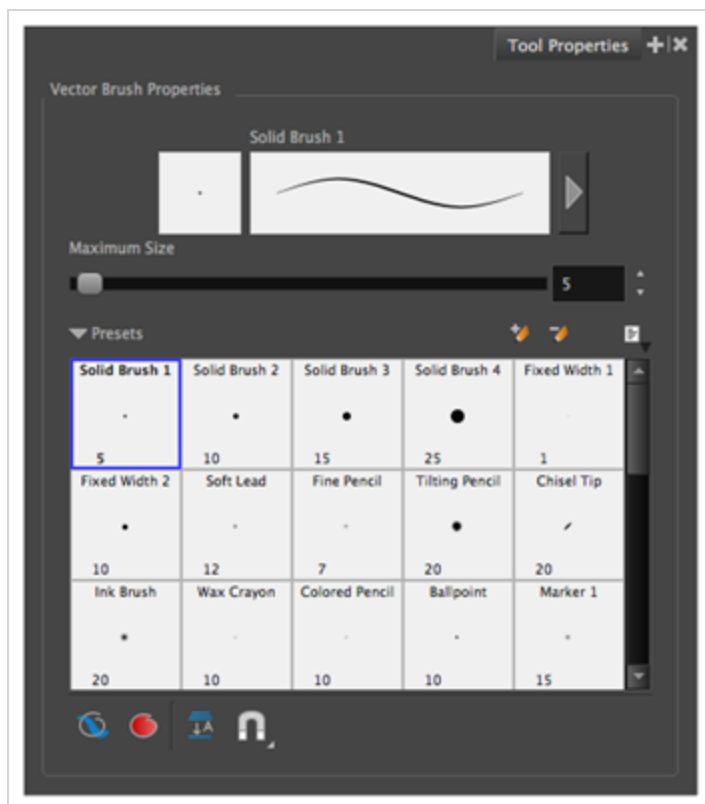 Tool Properties
Vector Brush Properties
Solid Brush 1
Maximum Size
5
Presets
Solid Brush 1 Solid Brush 2 Solid Brush 3 Solid Brush 4 Fixed Width 1
5 10 15 25 1
Fixed Width 2 Soft Lead Fine Pencil Tilting Pencil Chisel Tip
10 12 7 20 20
Ink Brush Wax Crayon Colored Pencil Ballpoint Marker 1
20 10 10 10 15
A